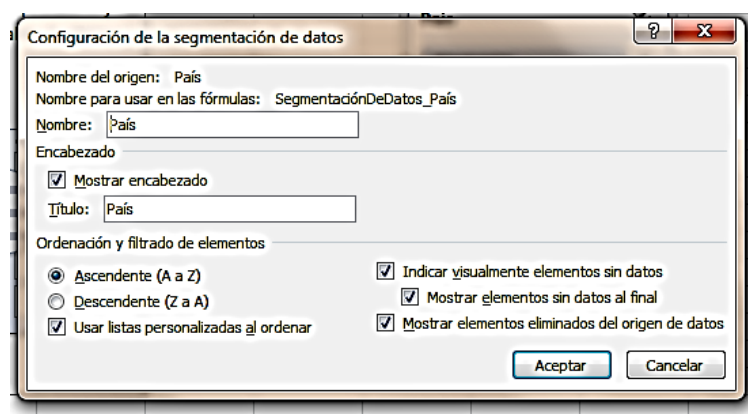 Configuración de la segmentación de datos
Nombre del origen: País
Nombre para usar en las fórmulas: SegmentaciónDeDatos_País
Nombre: País
Encabezado
Mostrar encabezado
Título: País
Ordenación y filtrado de elementos
Ascendente (A a Z)
Descendente (Z a A)
Usar listas personalizadas al ordenar
Indicar visualmente elementos sin datos
Mostrar elementos sin datos al final
Mostrar elementos eliminados del origen de datos
Aceptar
Cancelar